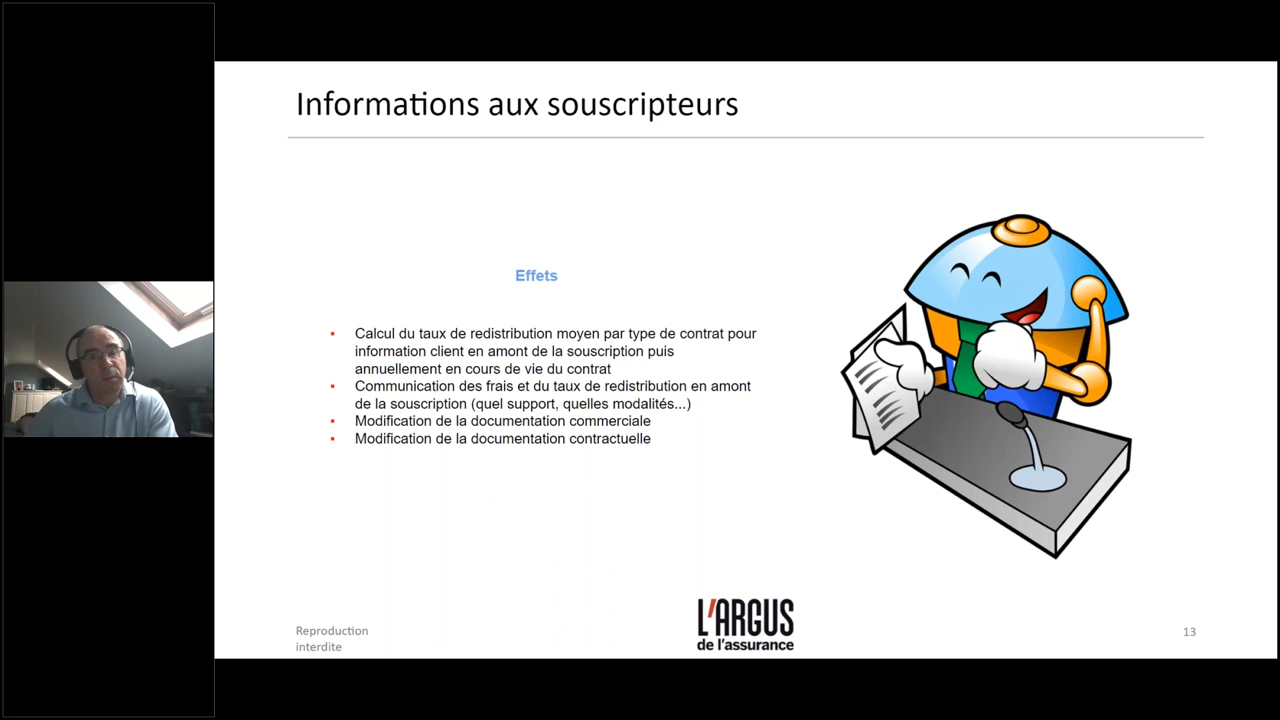 Informations aux souscripteurs
Effets
▪ Calcul du taux de redistribution moyen par type de contrat pour
information client en amont de la souscription puis
annuellement en cours de vie du contrat
▪ Communication des frais et du taux de redistribution en amont
de la souscription (quel support, quelles modalités...)
▪ Modification de la documentation commerciale
▪ Modification de la documentation contractuelle
Reproduction
interdite
L'ARGUS
de l'assurance
13